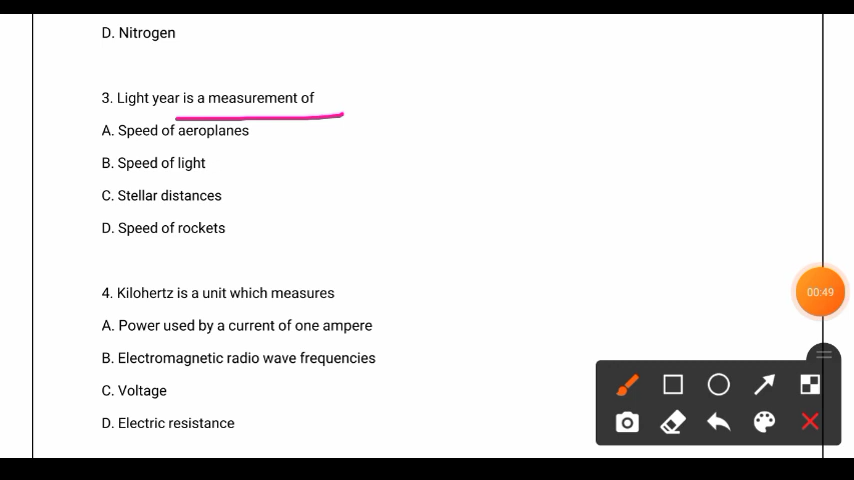 D. Nitrogen
3. Light year is a measurement of
A. Speed of aeroplanes
B. Speed of light
C. Stellar distances
D. Speed of rockets
4. Kilohertz is a unit which measures
A. Power used by a current of one ampere
B. Electromagnetic radio wave frequencies
C. Voltage
D. Electric resistance
00:49